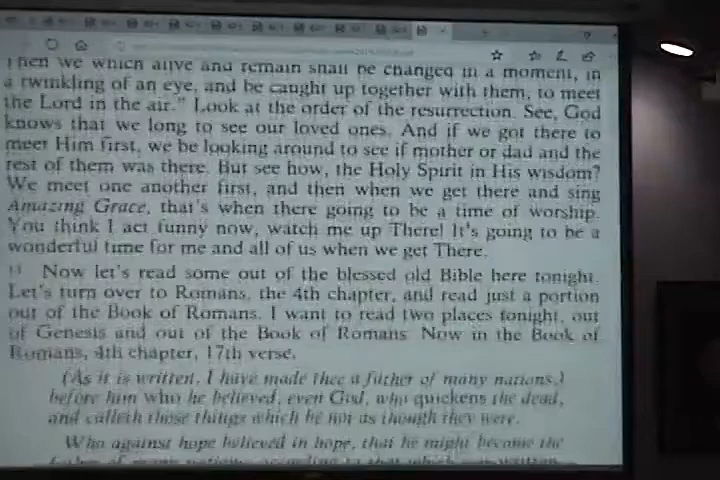 Then we which alive and remain shall be changed in a moment, in
a twinkling of an eye, and be caught up together with them, to meet
the Lord in the air." Look at the order of the resurrection. See, God
knows that we long to see our loved ones. And if we got there to
meet Him first, we be looking around to see if mother or dad and the
rest of them was there. But see how, the Holy Spirit in His wisdom?
We meet one another first, and then when we get there and sing
Amazing Grace, that's when there going to be a time of worship.
You think I act funny now, watch me up There! It's going to be a
wonderful time for me and all of us when we get There.
Now let's read some out of the blessed old Bible here tonight.
Let's turn over to Romans, the 4th chapter, and read just a portion
out of the Book of Romans. I want to read two places tonight, out
of Genesis and out of the Book of Romans. Now in the Book of
Romans, 4th chapter, 17th verse.
(As it is written, I have made thee a father of many nations,)
before him who he believed, even God, who quickens the dead,
and calleth those things which be not as though they were.
Who against hope believed in hope, that he might become the
father of many nations, according to that which was written